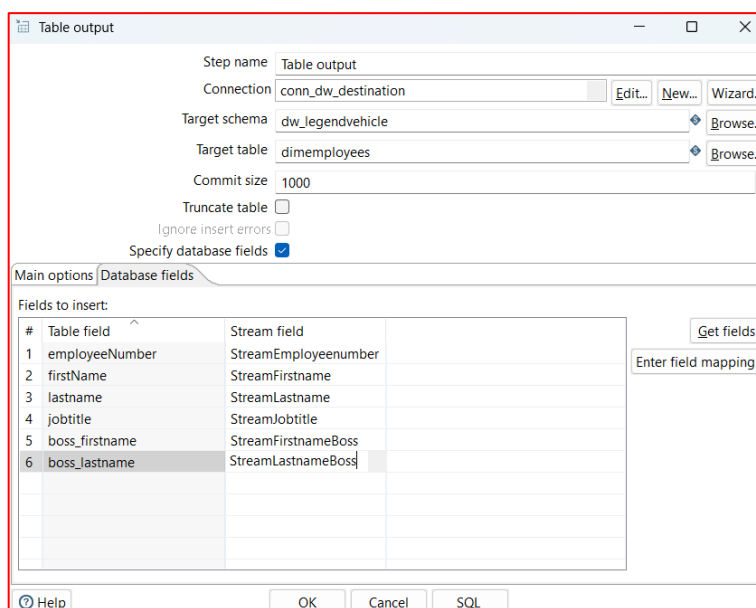 Table output
Step name Table output
Connection conn_dw_destination Edit... New... Wizard.
Target schema dw_legendvehicle Browse.
Target table dimemployees Browse.
Commit size 1000
Truncate table
Ignore insert errors
Specify database fields
Main options Database fields
Fields to insert:
# Table field Stream field Get fields
1 employeeNumber StreamEmployeenumber
Enter field mapping
2 firstName StreamFirstname
3 lastname StreamLastname
4 jobtitle StreamJobtitle
5 boss_firstname StreamFirstnameBoss
6 boss_lastname StreamLastnameBoss
Help OK Cancel SQL